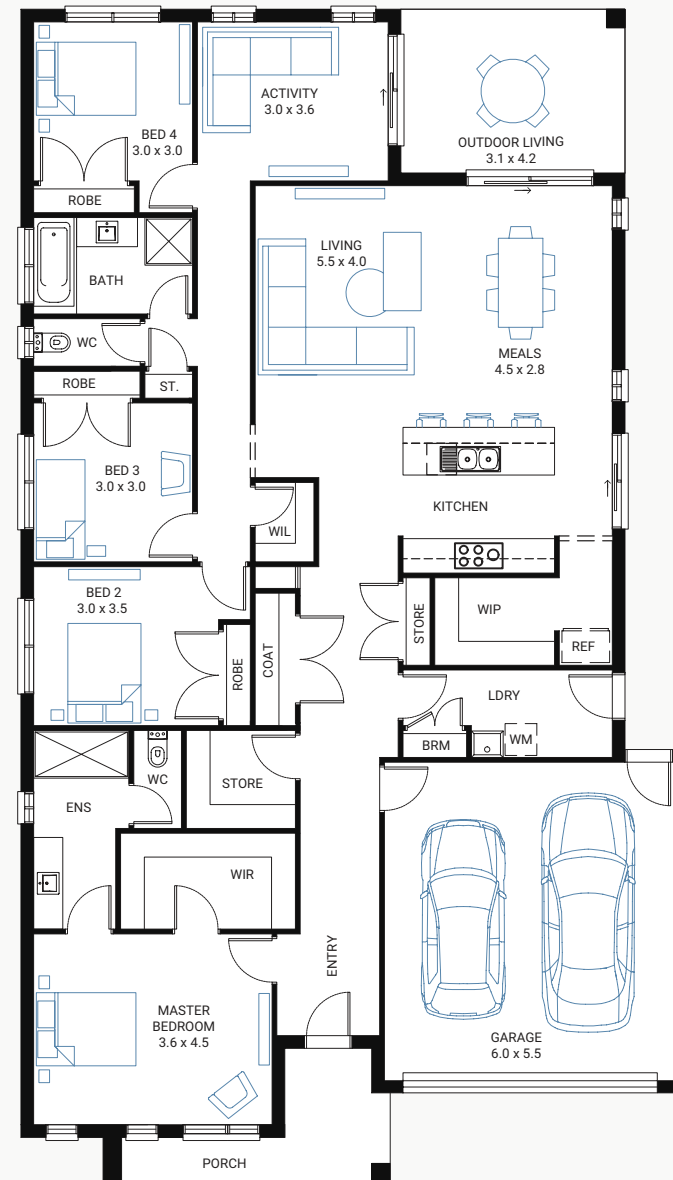 ACTIVITY
3.0 x 3.6
BED 4
3.0 x 3.0
OUTDOOR LIVING
3.1 x 4.2
ROBE
LIVING
5.5 x 4.0
BATH
WC
MEALS
4.5 x 2.8
ROBE
ST.
BED 3
3.0 x 3.0
KITCHEN
WIL
BED 2
3.0 x 3.5
WIP
STORE
REF
COAT
ROBE
LDRY
WM
BRM
WC
STORE
ENS
WIR
ENTRY
MASTER
BEDROOM
3.6 x 4.5
GARAGE
6.0 x 5.5
PORCH